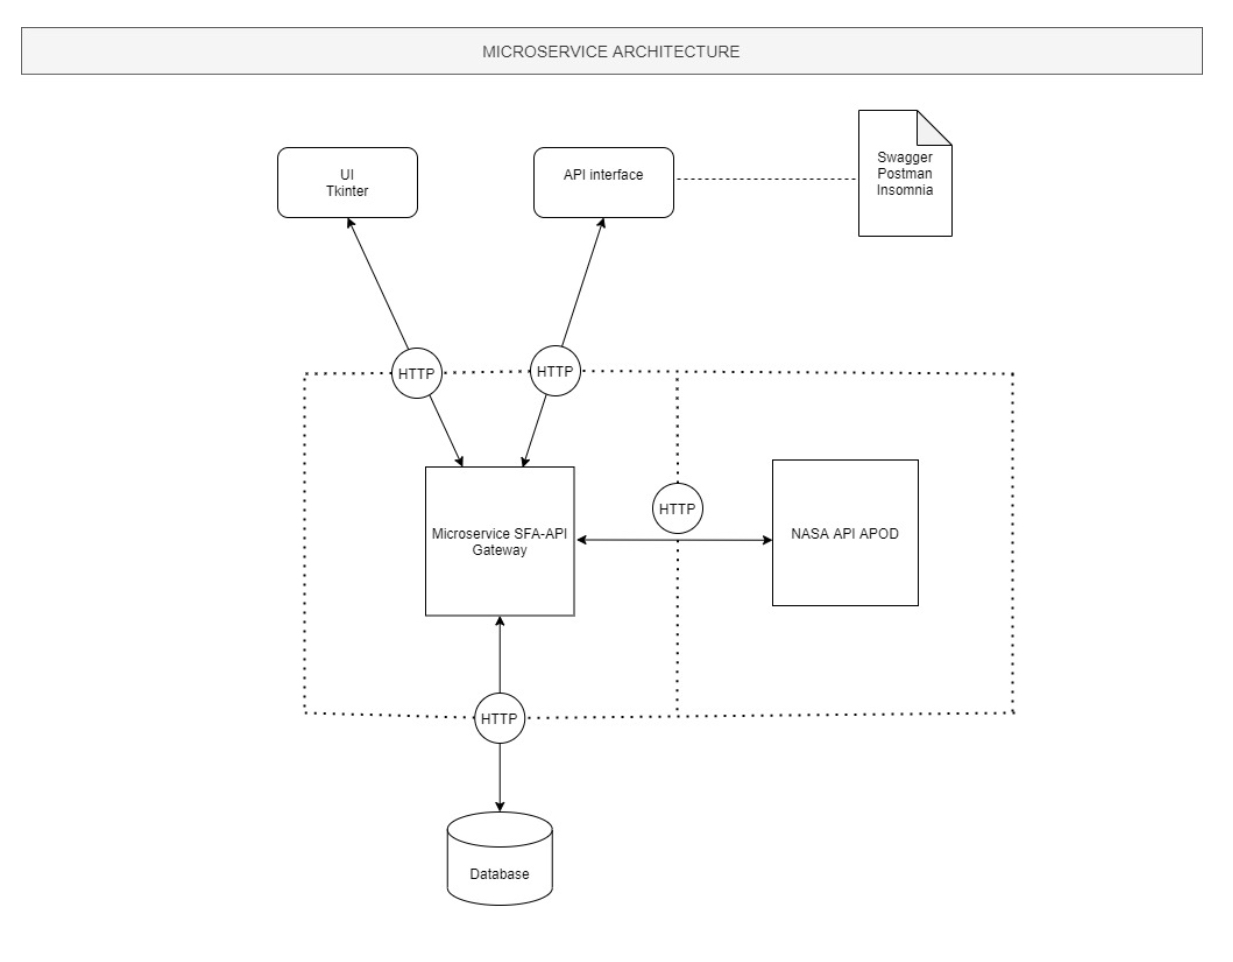 MICROSERVICE ARCHITECTURE
UI
Tkinter
API interface
Swagger
Postman
Insomnia
HTTP
HTTP
Microservice SFA-API
Gateway
HTTP
NASA API APOD
HTTP
Database